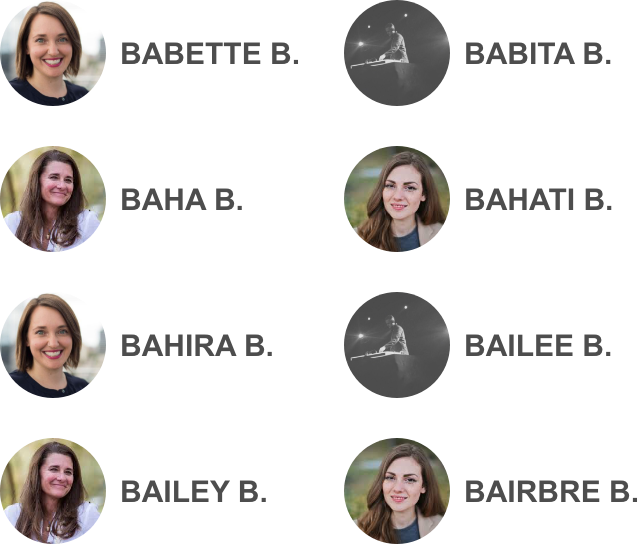 BABETTE B.
BABITA B.
BAHA B.
BAHATI B.
BAHIRA B.
BAILEE B.
BAILEY B.
BAIRBRE B.